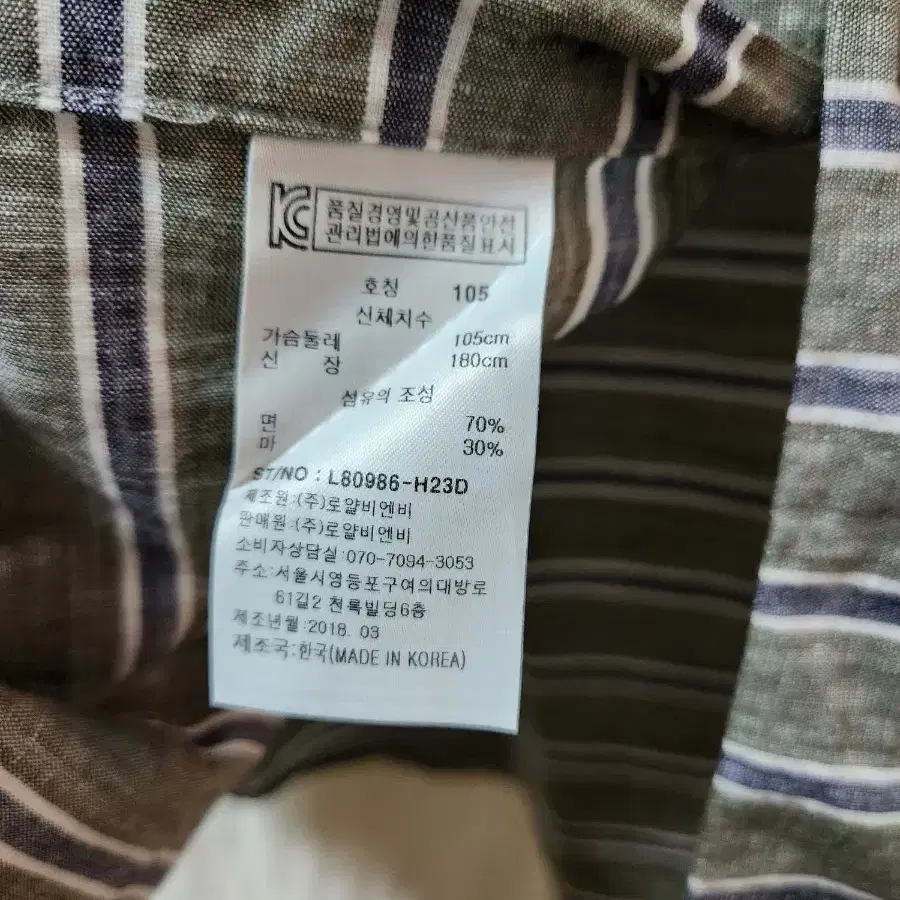 KC 품질경영및공산품안전
관리법에의한품질표시
호칭 105
신체치수
가슴둘레 105cm
신 장 180cm
섬유의 조성
면 70%
마 30%
ST/NO : L80986-H23D
제조원:(주)로얄비엔비
판매원:(주)로얄비엔비
소비자상담실:070-7094-3053
주소:서울시영등포구여의대방로
61길2 천록빌딩6층
제조년월:2018. 03
제조국:한국(MADE IN KOREA)